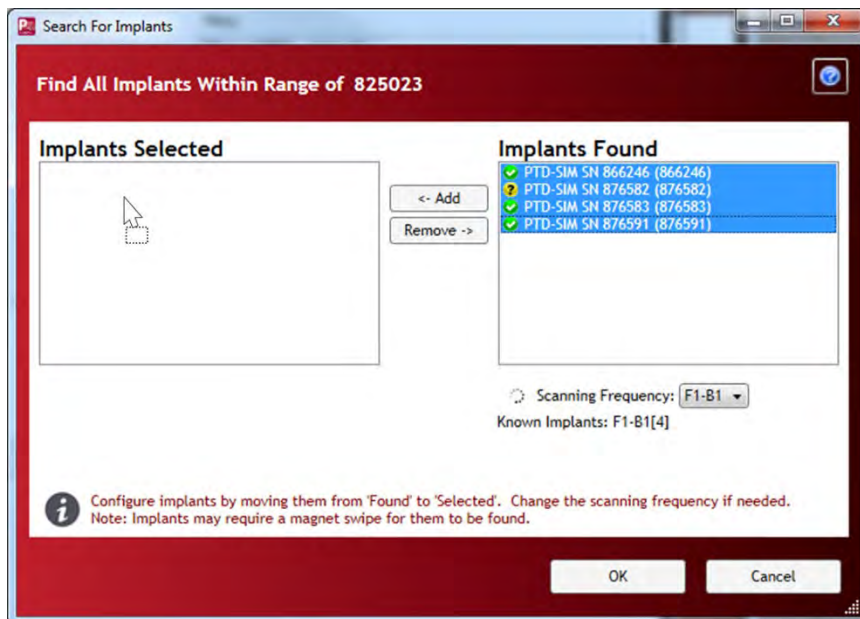 Search For Implants
Find All Implants Within Range of 825023
Implants Selected
<- Add
Remove ->
Implants Found
PTD-SIM SN 866246 (866246)
PTD-SIM SN 876582 (876582)
PTD-SIM SN 876583 (876583)
PTD-SIM SN 876591 (876591)
Scanning Frequency: F1-B1
Known Implants: F1-B1[4]
Configure implants by moving them from 'Found' to 'Selected'. Change the scanning frequency if needed.
Note: Implants may require a magnet swipe for them to be found.
OK
Cancel